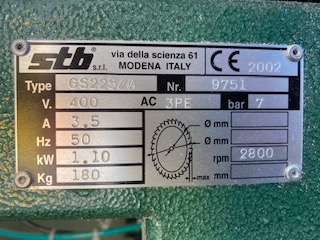 stb s.r.l. via della scienza 61
MODENA ITALY CE 2002
Type GS225/A Nr. 9751
V. 400 AC 3PE bar 7
A 3.5 Ø mm
Hz 50 Ø mm
kW 1.10 rpm 2800
Kg 180 max mm